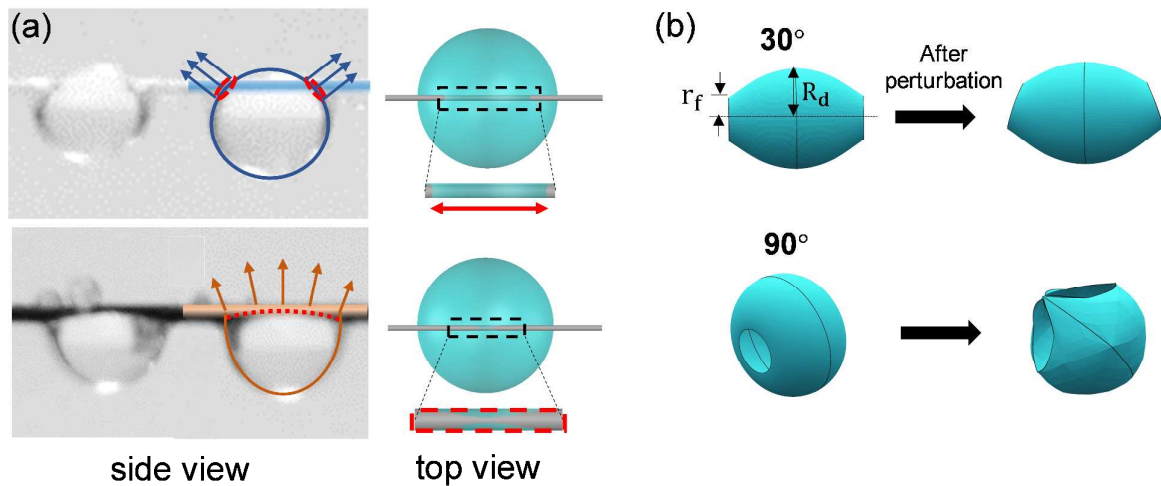 (a)
(b)
30°
After
perturbation
r_f
R_d
90°
side view
top view